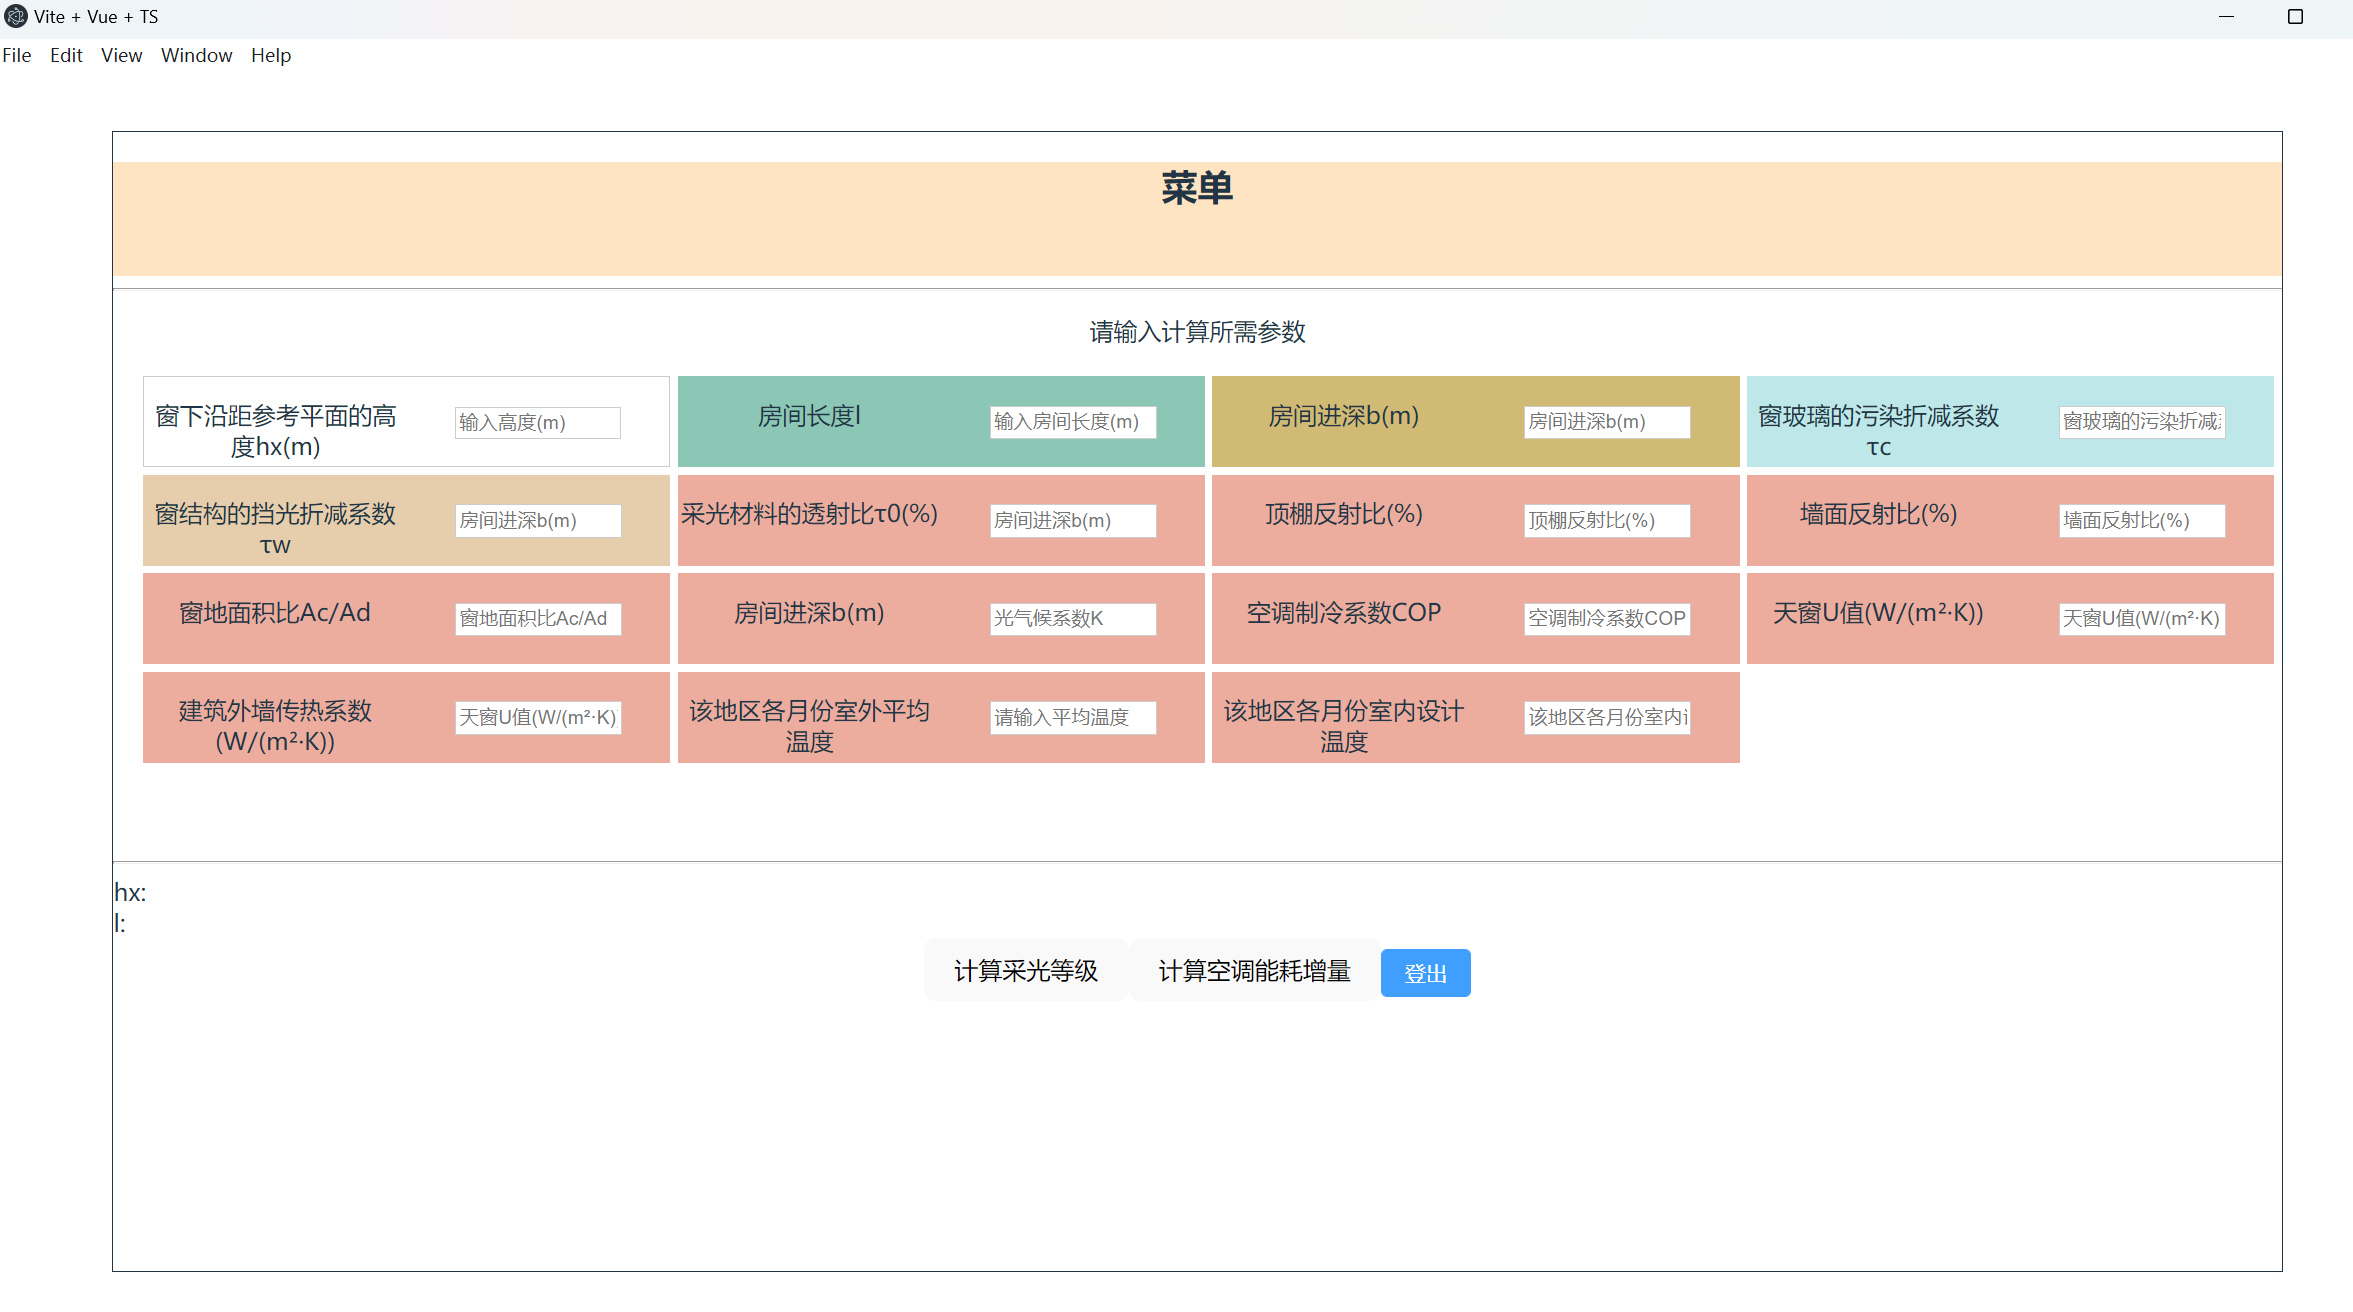 Vite + Vue + TS
File Edit View Window Help
菜单
请输入计算所需参数
窗下沿距参考平面的高
度hx(m)
输入高度(m)
房间长度l
输入房间长度(m)
房间进深b(m)
房间进深b(m)
窗玻璃的污染折减系数
τc
窗玻璃的污染折减
窗结构的挡光折减系数
τw
房间进深b(m)
采光材料的透射比τ0(%)
房间进深b(m)
顶棚反射比(%)
顶棚反射比(%)
墙面反射比(%)
墙面反射比(%)
窗地面积比Ac/Ad
窗地面积比Ac/Ad
房间进深b(m)
光气候系数K
空调制冷系数COP
空调制冷系数COP
天窗U值(W/(m²·K))
天窗U值(W/(m²·K)
建筑外墙传热系数
(W/(m²·K))
天窗U值(W/(m²·K)
该地区各月份室外平均
温度
请输入平均温度
该地区各月份室内设计
温度
该地区各月份室内
hx:
l:
计算采光等级
计算空调能耗增量
登出